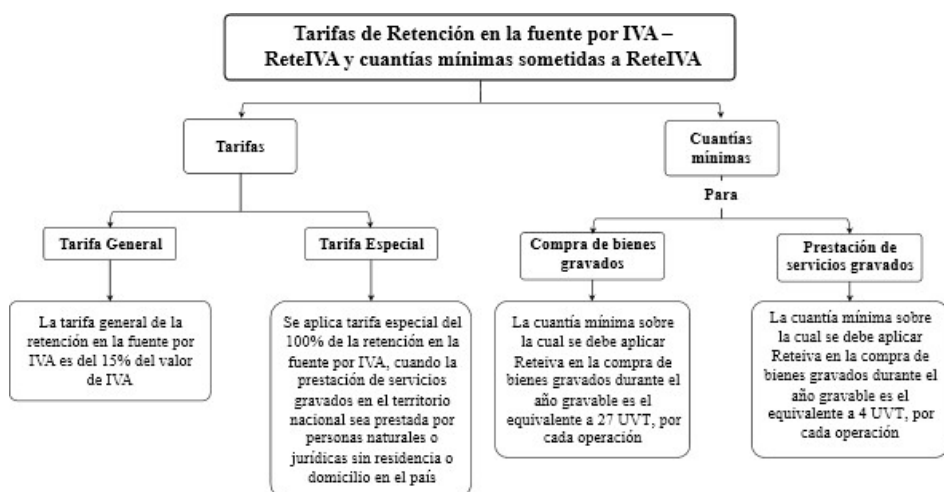 Tarifas de Retención en la fuente por IVA –
ReteIVA y cuantías mínimas sometidas a ReteIVA
Tarifas
Cuantías
mínimas
Para
Tarifa General
Tarifa Especial
Compra de bienes
gravados
Prestación de
servicios gravados
La tarifa general de la
retención en la fuente por
IVA es del 15% del valor
de IVA
Se aplica tarifa especial del
100% de la retención en la
fuente por IVA, cuando la
prestación de servicios
gravados en el territorio
nacional sea prestada por
personas naturales o
jurídicas sin residencia o
domicilio en el país
La cuantía mínima sobre
la cual se debe aplicar
Reteiva en la compra de
bienes gravados durante el
año gravable es el
equivalente a 27 UVT, por
cada operación
La cuantía mínima sobre
la cual se debe aplicar
Reteiva en la compra de
bienes gravados durante el
año gravable es el
equivalente a 4 UVT, por
cada operación